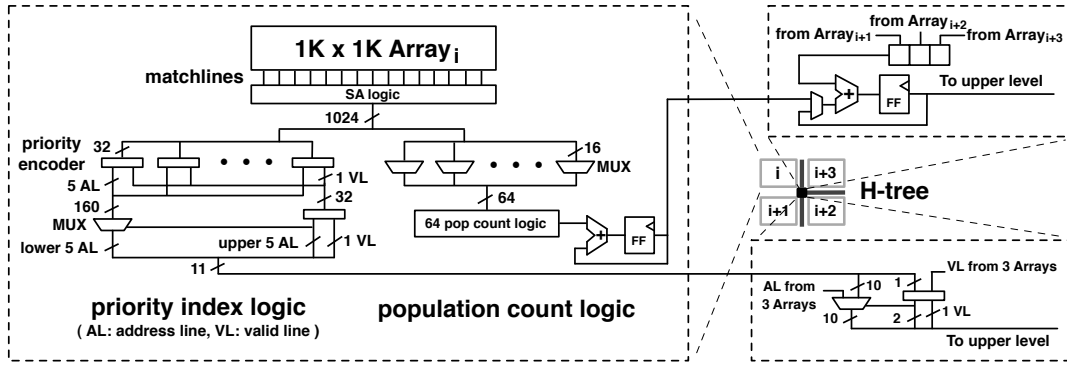 1K x 1K Arrayi
matchlines
SA logic
1024
priority encoder
32
5 AL
1 VL
160
32
MUX
lower 5 AL
upper 5 AL
1 VL
11
priority index logic
( AL: address line, VL: valid line )
16
MUX
64
64 pop count logic
+
FF
population count logic
from Arrayi+1
from Arrayi+2
from Arrayi+3
+
FF
To upper level
i
i+3
i+1
i+2
H-tree
VL from 3 Arrays
AL from 3 Arrays
10
1
10
2
1 VL
To upper level